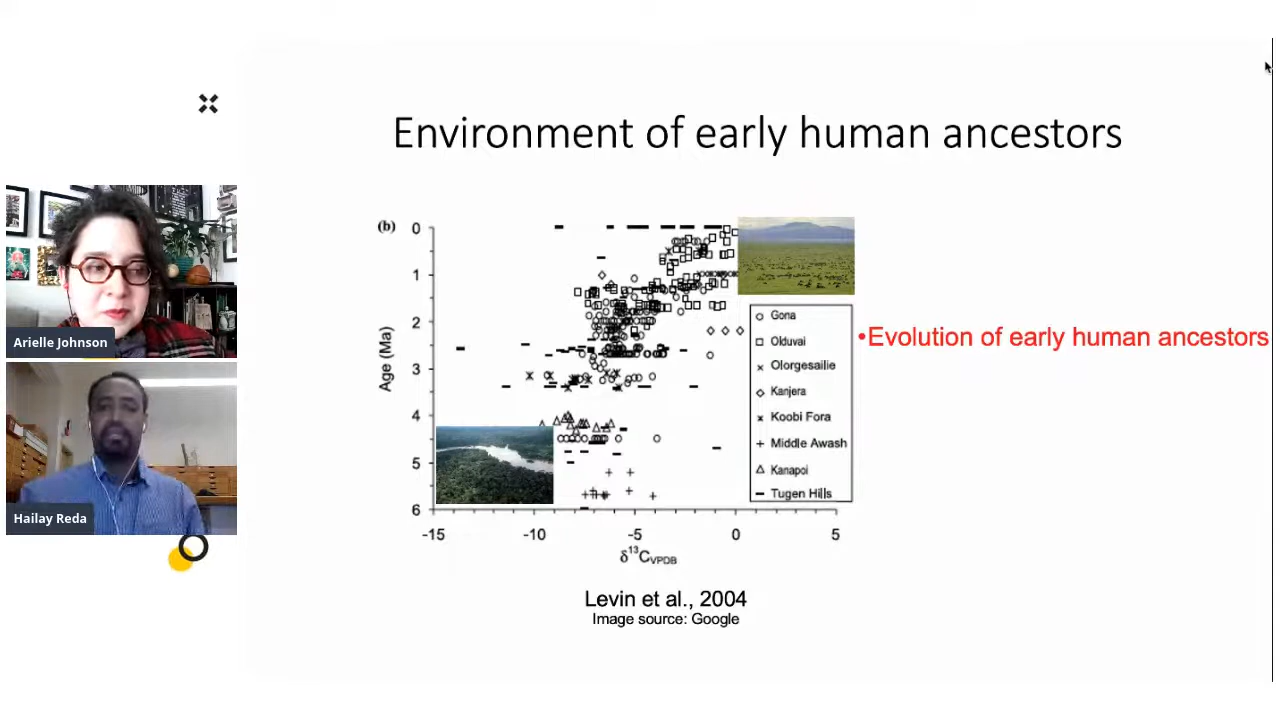 Environment of early human ancestors
Arielle Johnson
Hailay Reda
(b)
0
1
2
3
4
5
6
Age (Ma)
-15
-10
-5
0
5
δ¹³C_VPDB
Gona
Olduvai
Olorgesailie
Kanjera
Koobi Fora
Middle Awash
Kanapoi
Tugen Hills
•Evolution of early human ancestors
Levin et al., 2004
Image source: Google